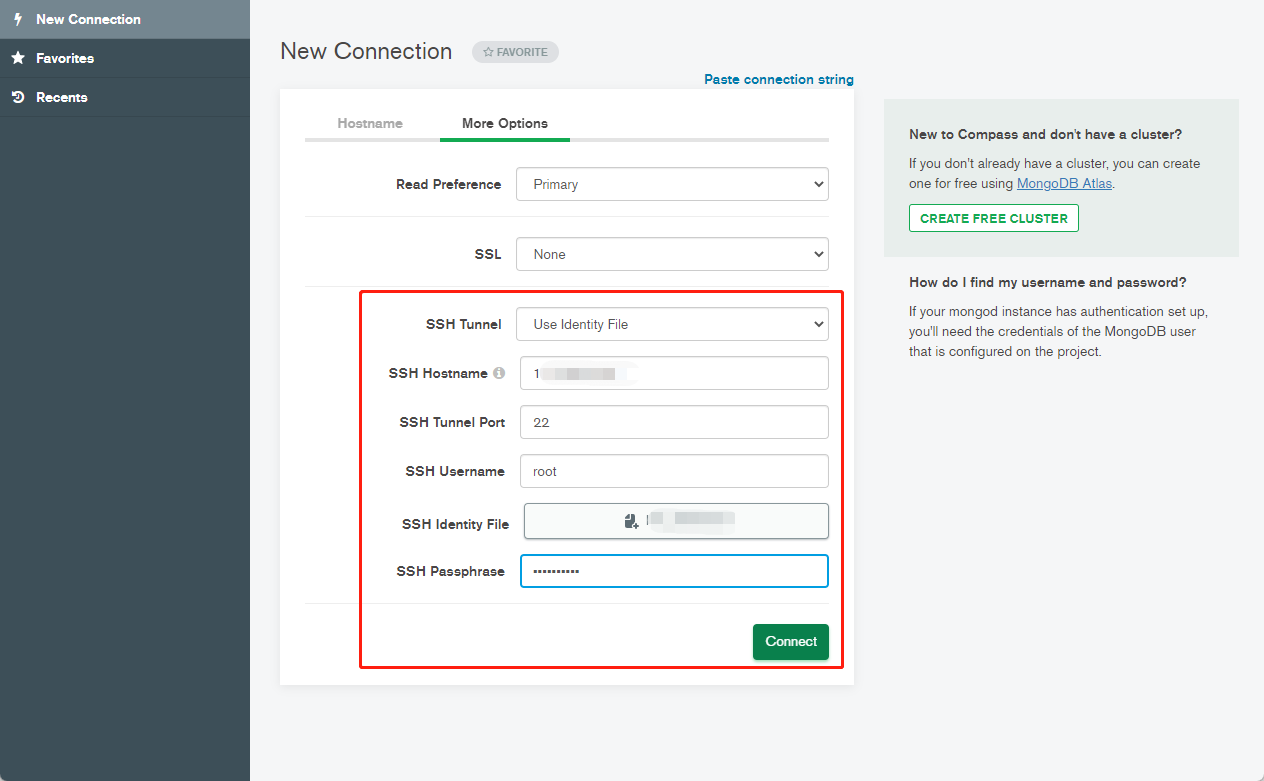 New Connection
Favorites
Recents
New Connection
FAVORITE
Paste connection string
Hostname
More Options
Read Preference
Primary
SSL
None
SSH Tunnel
Use Identity File
SSH Hostname
1
SSH Tunnel Port
22
SSH Username
root
SSH Identity File
SSH Passphrase
••••••••••
Connect
New to Compass and don't have a cluster?
If you don't already have a cluster, you can create
one for free using MongoDB Atlas.
CREATE FREE CLUSTER
How do I find my username and password?
If your mongod instance has authentication set up,
you'll need the credentials of the MongoDB user
that is configured on the project.